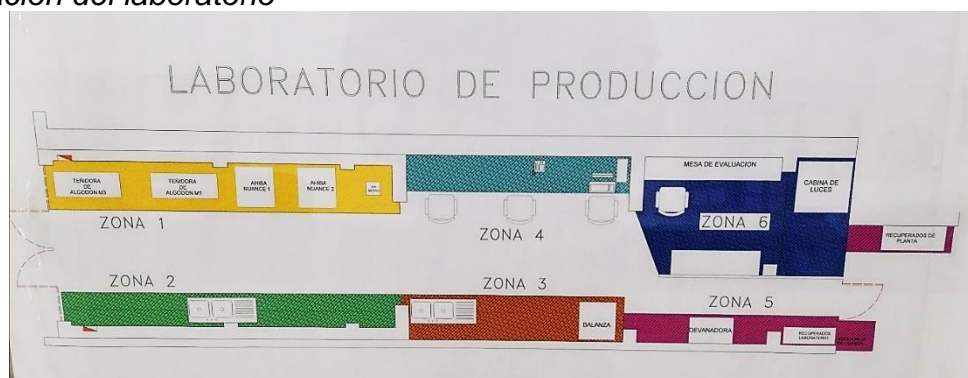 ación del laboratorio
LABORATORIO DE PRODUCCION
TEÑIDORA
DE
ALGODON M3
TEÑIDORA
DE
ALGODON M1
AHIBA
NUANCE 1
AHIBA
NUANCE 2
ZONA 1
ZONA 4
MESA DE EVALUACION
CABINA DE
LUCES
ZONA 6
RECUPERADOS DE
PLANTA
ZONA 2
ZONA 3
BALANZA
ZONA 5
DEVANADORA
RECUPERADOS
LABORATORIO